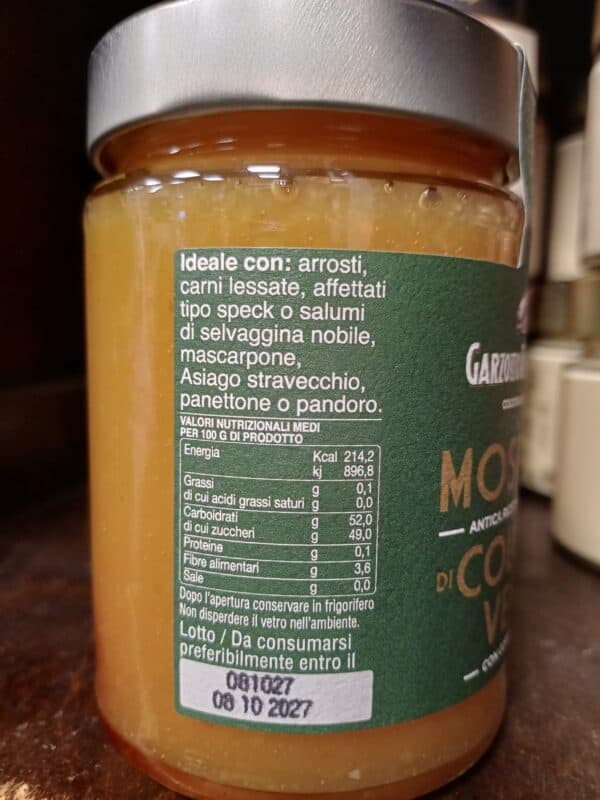 Ideale con: arrosti,
carni lessate, affettati
tipo speck o salumi
di selvaggina nobile,
mascarpone,
Asiago stravecchio,
panettone o pandoro.
VALORI NUTRIZIONALI MEDI
PER 100 G DI PRODOTTO
Energia Kcal 214,2
kj 896,8
Grassi g 0,1
di cui acidi grassi saturi g 0,0
Carboidrati g 52,0
di cui zuccheri g 49,0
Proteine g 0,1
Fibre alimentari g 3,6
Sale g 0,0
Dopo l'apertura conservare in frigorifero
Non disperdere il vetro nell'ambiente.
Lotto / Da consumarsi
preferibilmente entro il
081027
08 10 2027
MOS
ANTICA
DI CO
VE
CON